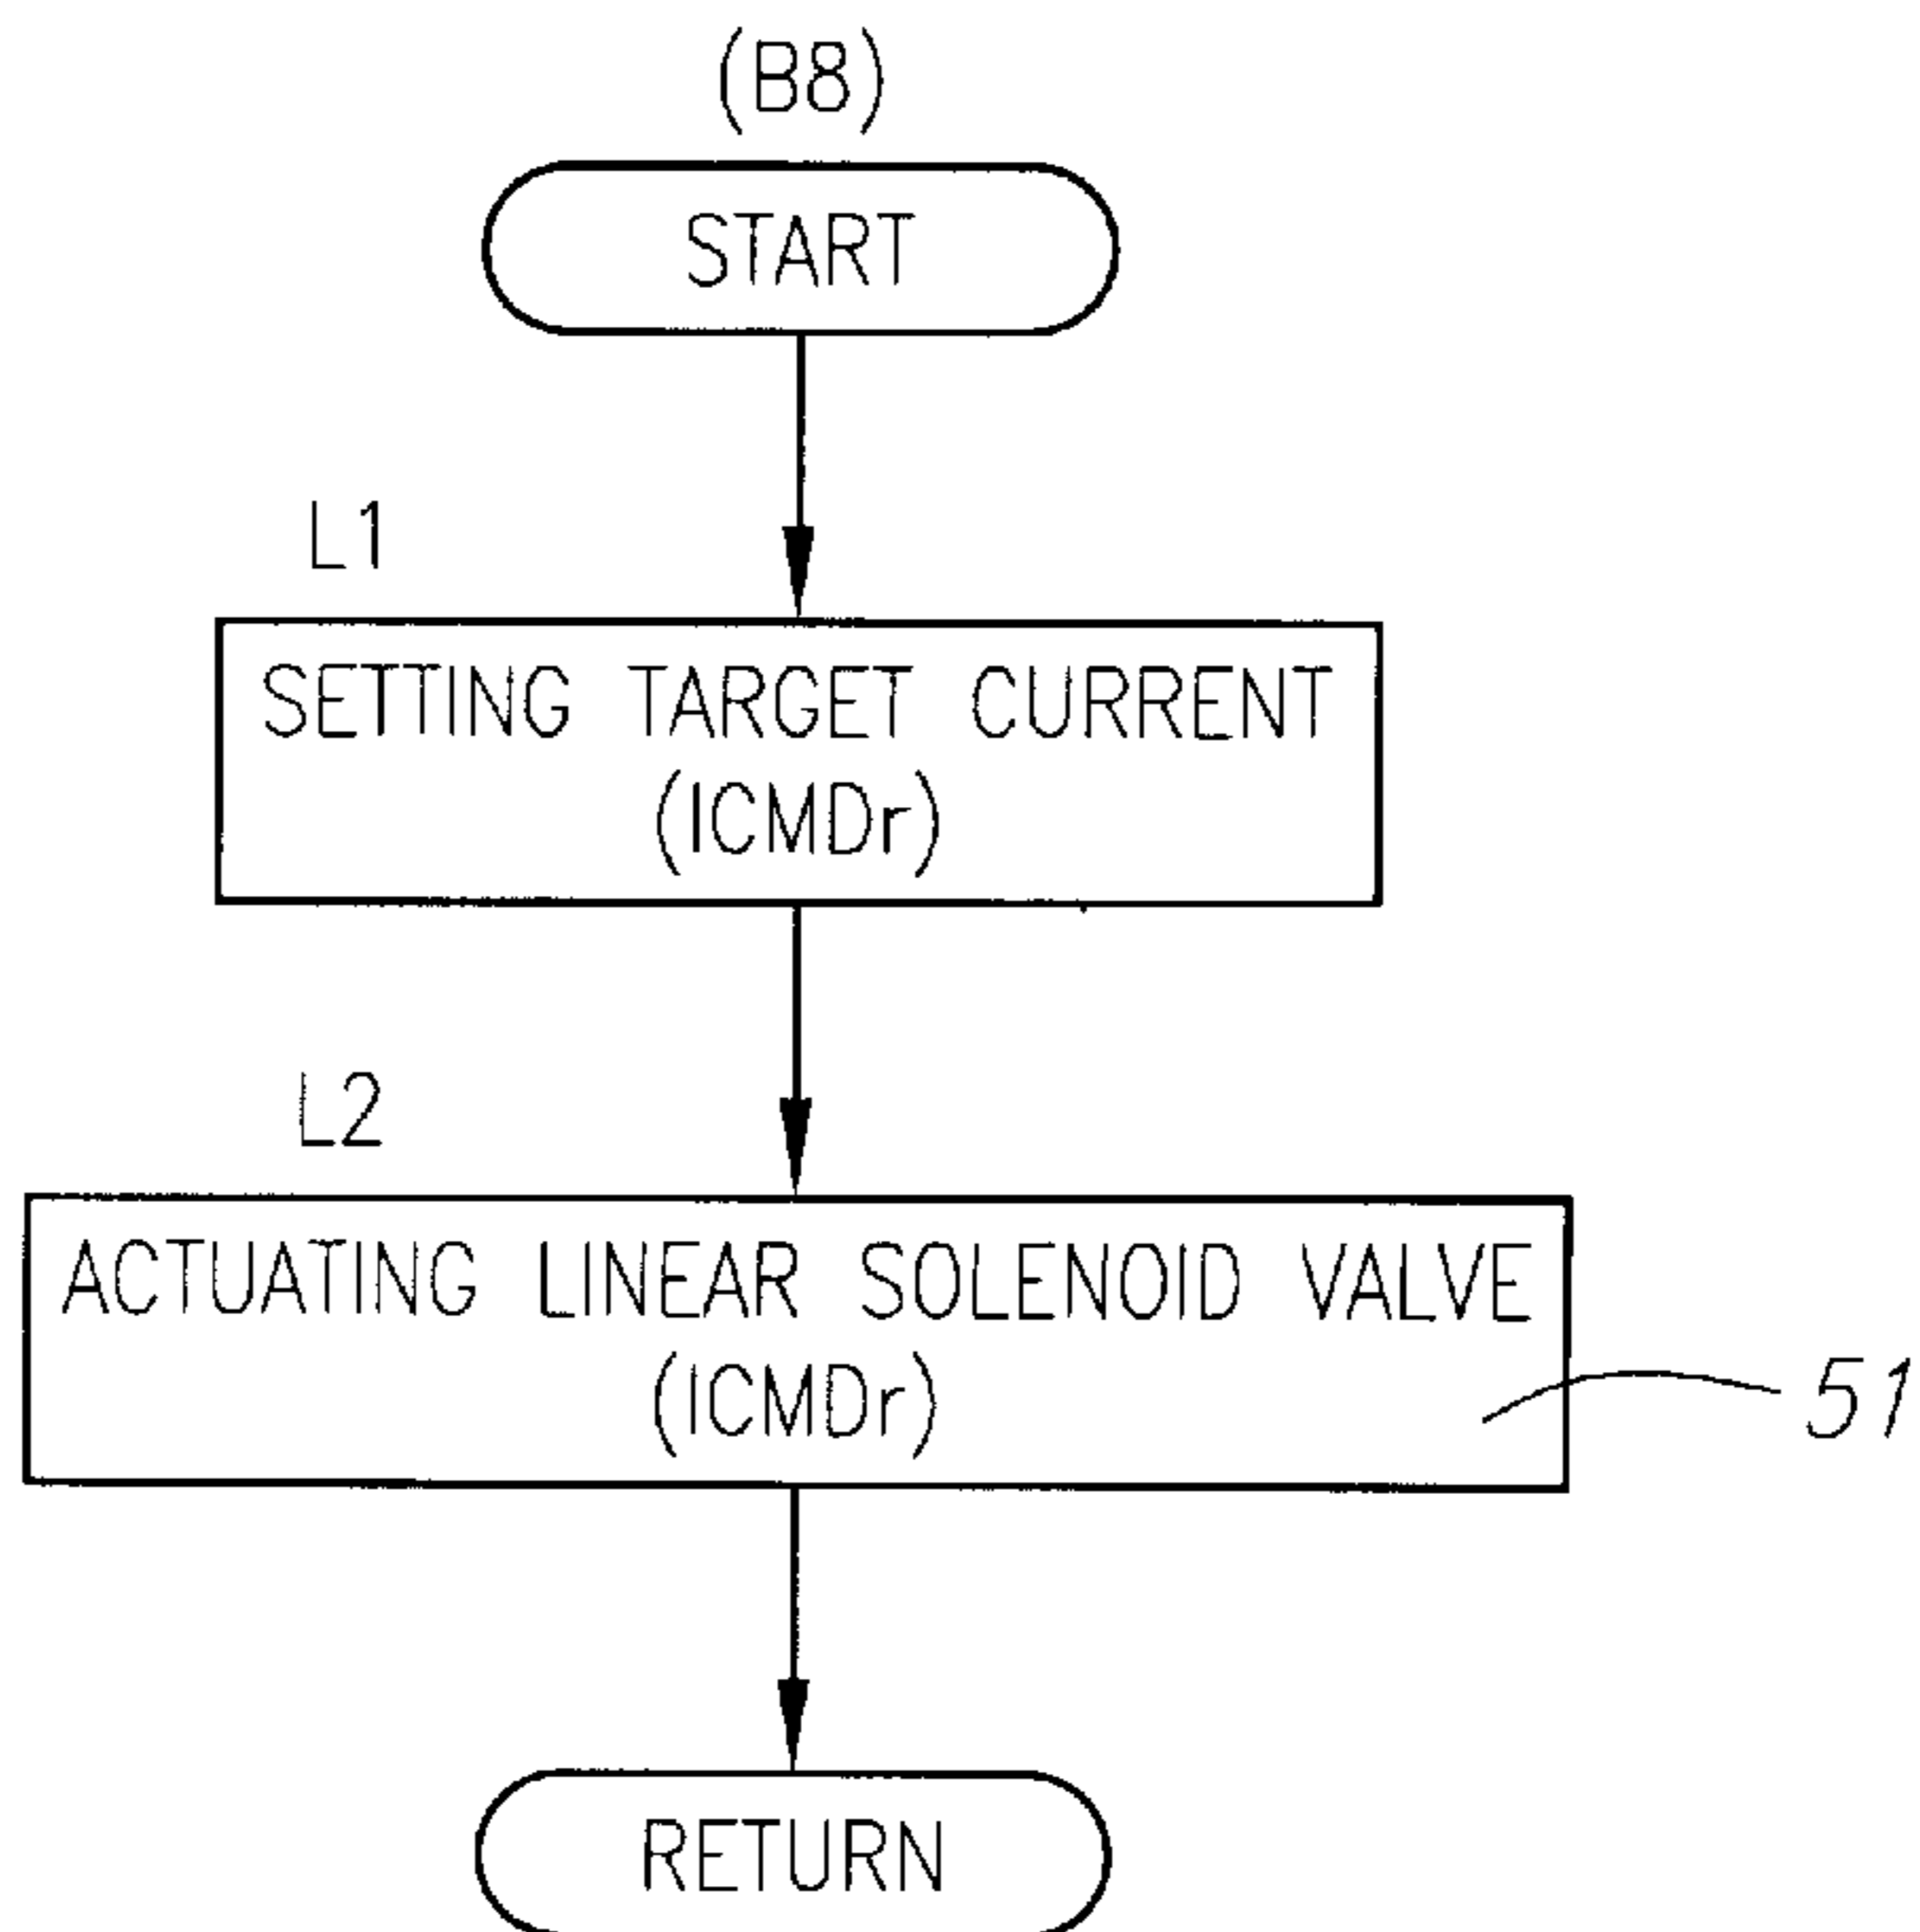 (B8)
START
L1
SETTING TARGET CURRENT
(ICMDr)
L2
ACTUATING LINEAR SOLENOID VALVE
(ICMDr)
51
RETURN